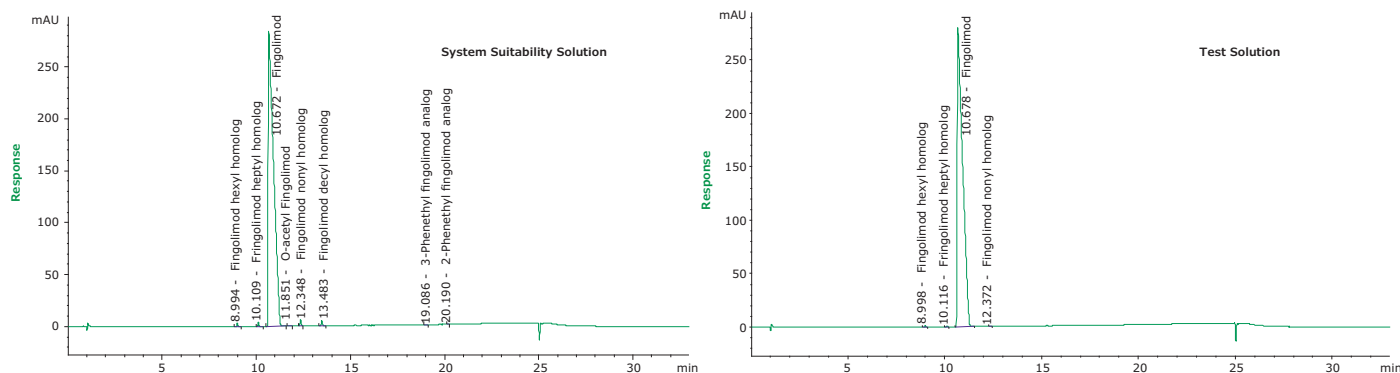 mAU
System Suitability Solution
250
200
150
100
50
0
Response
8.994 - Fingolimod hexyl homolog
10.109 - Fringolimod heptyl homolog
10.672 - Fingolimod
11.851 - O-acetyl Fingolimod
12.348 - Fingolimod nonyl homolog
13.483 - Fingolimod decyl homolog
19.086 - 3-Phenethyl fingolimod analog
20.190 - 2-Phenethyl fingolimod analog
5 10 15 20 25 30 min
mAU
Test Solution
250
200
150
100
50
0
Response
8.998 - Fingolimod hexyl homolog
10.116 - Fringolimod heptyl homolog
10.678 - Fingolimod
12.372 - Fingolimod nonyl homolog
5 10 15 20 25 30 min